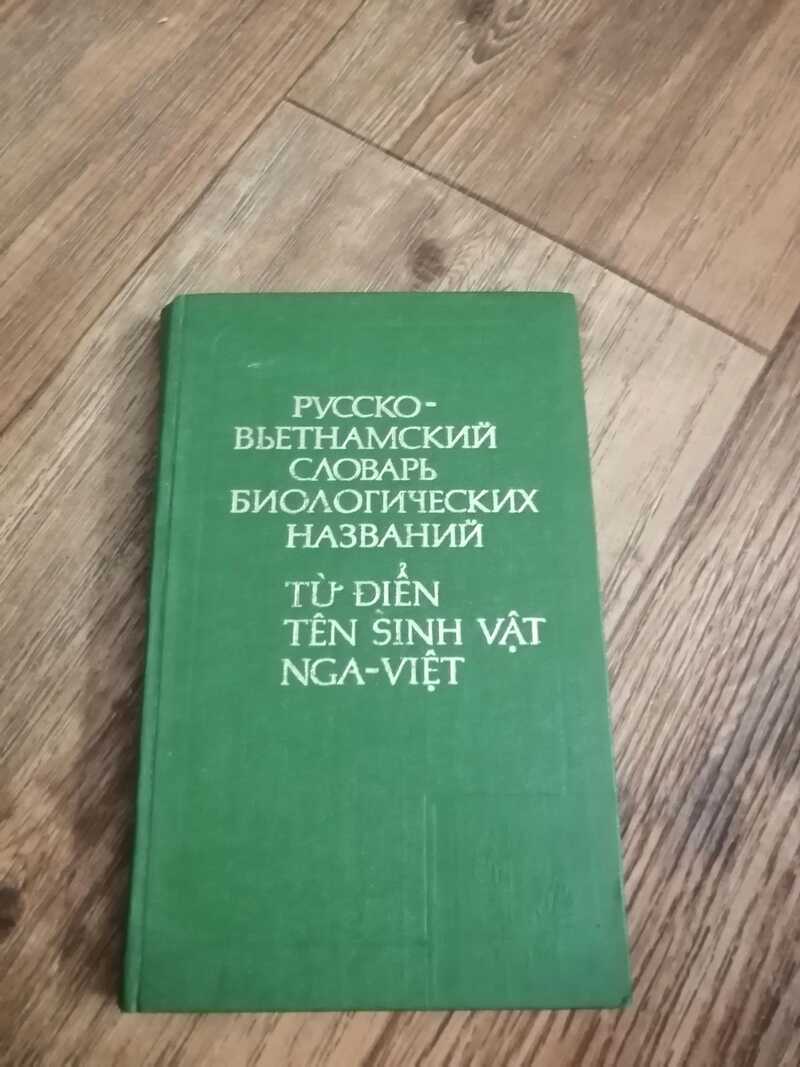 РУССКО-
ВЬЕТНАМСКИЙ
СЛОВАРЬ
БИОЛОГИЧЕСКИХ
НАЗВАНИЙ
TỪ ĐIỂN
TÊN SINH VẬT
NGA-VIỆT